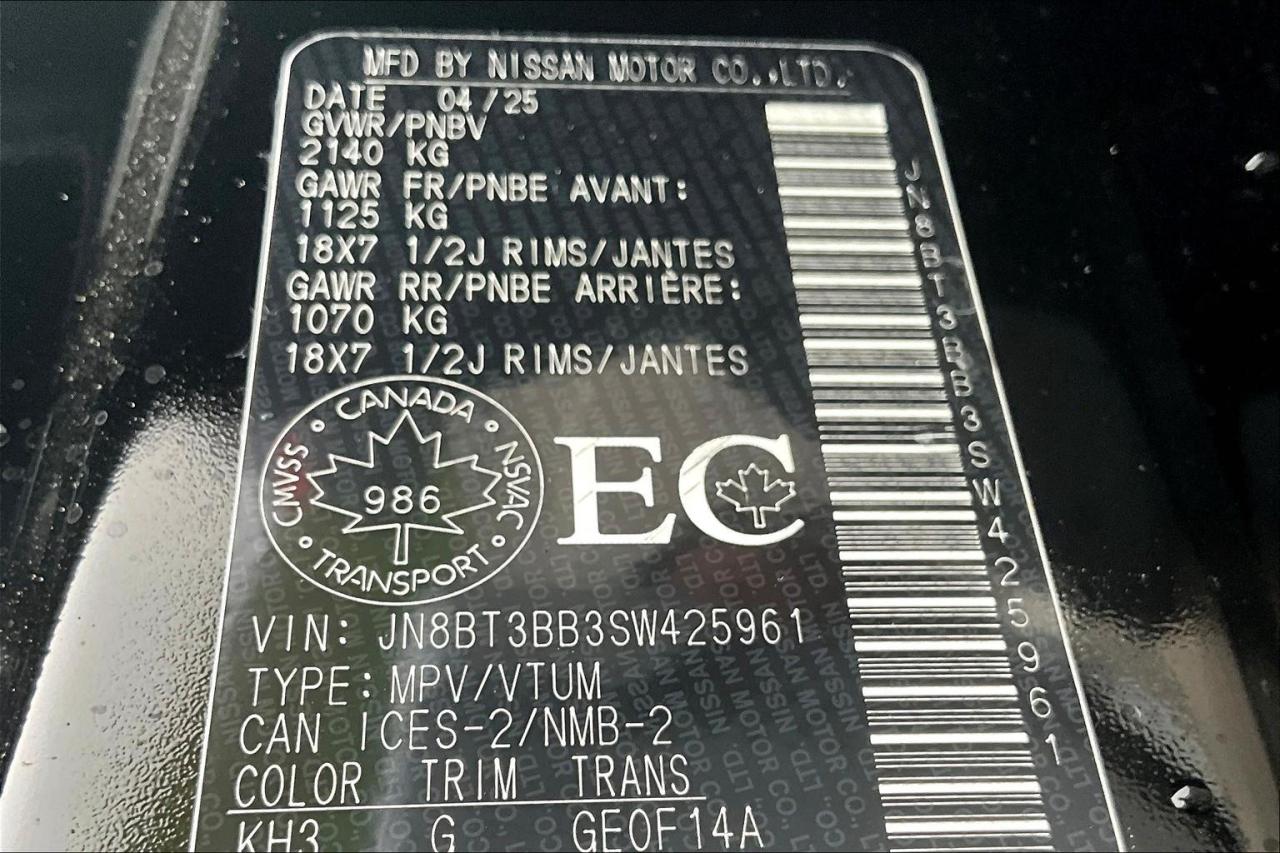 MFD BY NISSAN MOTOR CO.,LTD.
DATE 04/25
GVWR/PNBV
2140 KG
GAWR FR/PNBE AVANT:
1125 KG
18X7 1/2J RIMS/JANTES
GAWR RR/PNBE ARRIÈRE:
1070 KG
18X7 1/2J RIMS/JANTES
CANADA
CMVSS
NSVAC
986
TRANSPORT
EC
VIN: JN8BT3BB3SW425961
TYPE: MPV/VTUM
CAN ICES-2/NMB-2
COLOR TRIM TRANS
KH3 G GE0F14A
JN8BT3BB3SW425961